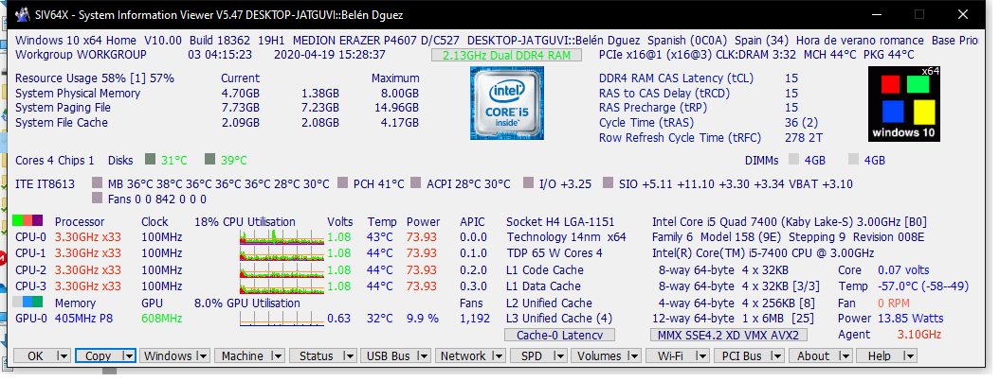 SIV64X - System Information Viewer V5.47 DESKTOP-JATGUVI::Belén Dguez
Windows 10 x64 Home V10.00 Build 18362 19H1 MEDION ERAZER P4607 D/C527 DESKTOP-JATGUVI::Belén Dguez Spanish (0C0A) Spain (34) Hora de verano romance Base Prior
Workgroup WORKGROUP 03 04:15:23 2020-04-19 15:28:37 2.13GHz Dual DDR4 RAM PCIe x16@1 (x16@3) CLK:DRAM 3:32 MCH 44°C PKG 44°C
Resource Usage 58% [1] 57% Current Maximum intel CORE i5 inside DDR4 RAM CAS Latency (tCL) 15 x64
System Physical Memory 4.70GB 1.38GB 8.00GB RAS to CAS Delay (tRCD) 15
System Paging File 7.73GB 7.23GB 14.96GB RAS Precharge (tRP) 15
System File Cache 2.09GB 2.08GB 4.17GB Cycle Time (tRAS) 36 (2)
Row Refresh Cycle Time (tRFC) 278 2T windows 10
Cores 4 Chips 1 Disks 31°C 39°C DIMMs 4GB 4GB
ITE IT8613 MB 36°C 38°C 36°C 36°C 28°C 30°C PCH 41°C ACPI 28°C 30°C I/O +3.25 SIO +5.11 +11.10 +3.30 +3.34 VBAT +3.10
Fans 0 0 842 0 0 0
Processor Clock 18% CPU Utilisation Volts Temp Power APIC Socket H4 LGA-1151 Intel Core i5 Quad 7400 (Kaby Lake-S) 3.00GHz [B0]
CPU-0 3.30GHz x33 100MHz 1.08 43°C 73.93 0.0.0 Technology 14nm x64 Family 6 Model 158 (9E) Stepping 9 Revision 008E
CPU-1 3.30GHz x33 100MHz 1.08 44°C 73.93 0.1.0 TDP 65 W Cores 4 Intel(R) Core(TM) i5-7400 CPU @ 3.00GHz
CPU-2 3.30GHz x33 100MHz 1.08 44°C 73.93 0.2.0 L1 Code Cache 8-way 64-byte 4 x 32KB Core 0.07 volts
CPU-3 3.30GHz x33 100MHz 1.08 44°C 73.93 0.3.0 L1 Data Cache 8-way 64-byte 4 x 32KB [3/3] Temp -57.0°C (-58--49)
Memory GPU 8.0% GPU Utilisation Fans L2 Unified Cache 4-way 64-byte 4 x 256KB [8] Fan 0 RPM
GPU-0 405MHz P8 608MHz 0.63 32°C 9.9 % 1,192 L3 Unified Cache (4) 12-way 64-byte 1 x 6MB [25] Power 13.85 Watts
Cache-0 Latency MMX SSE4.2 XD VMX AVX2 Agent 3.10GHz
OK Copy Windows Machine Status USB Bus Network SPD Volumes Wi-Fi PCI Bus About Help